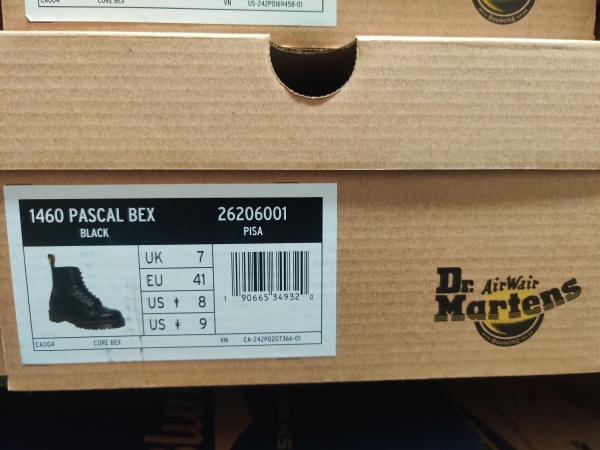 CA004 CORE BEX VN US-242P0169458-01
1460 PASCAL BEX 26206001
BLACK PISA
UK 7
EU 41
US 8
US 9
1 90665 34932 0
CA004 CORE BEX VN CA-242P0207366-01
Dr. AirWair
Martens
Bouncing